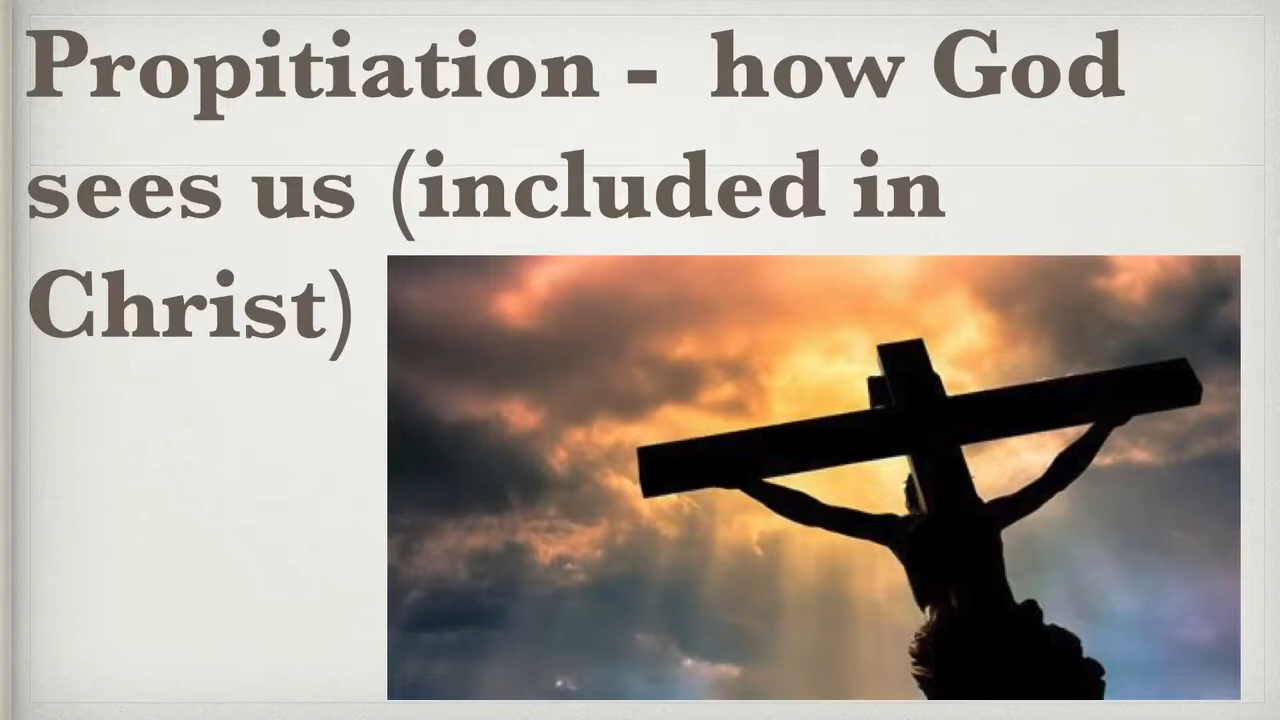 Propitiation -  how God
sees us (included in
Christ)